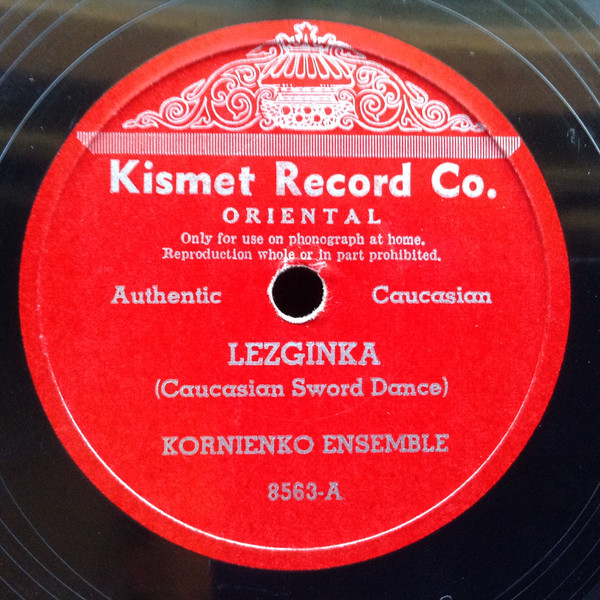 Kismet Record Co.
ORIENTAL
Only for use on phonograph at home.
Reproduction whole or in part prohibited.
Authentic Caucasian
LEZGINKA
(Caucasian Sword Dance)
KORNIENKO ENSEMBLE
8563-A